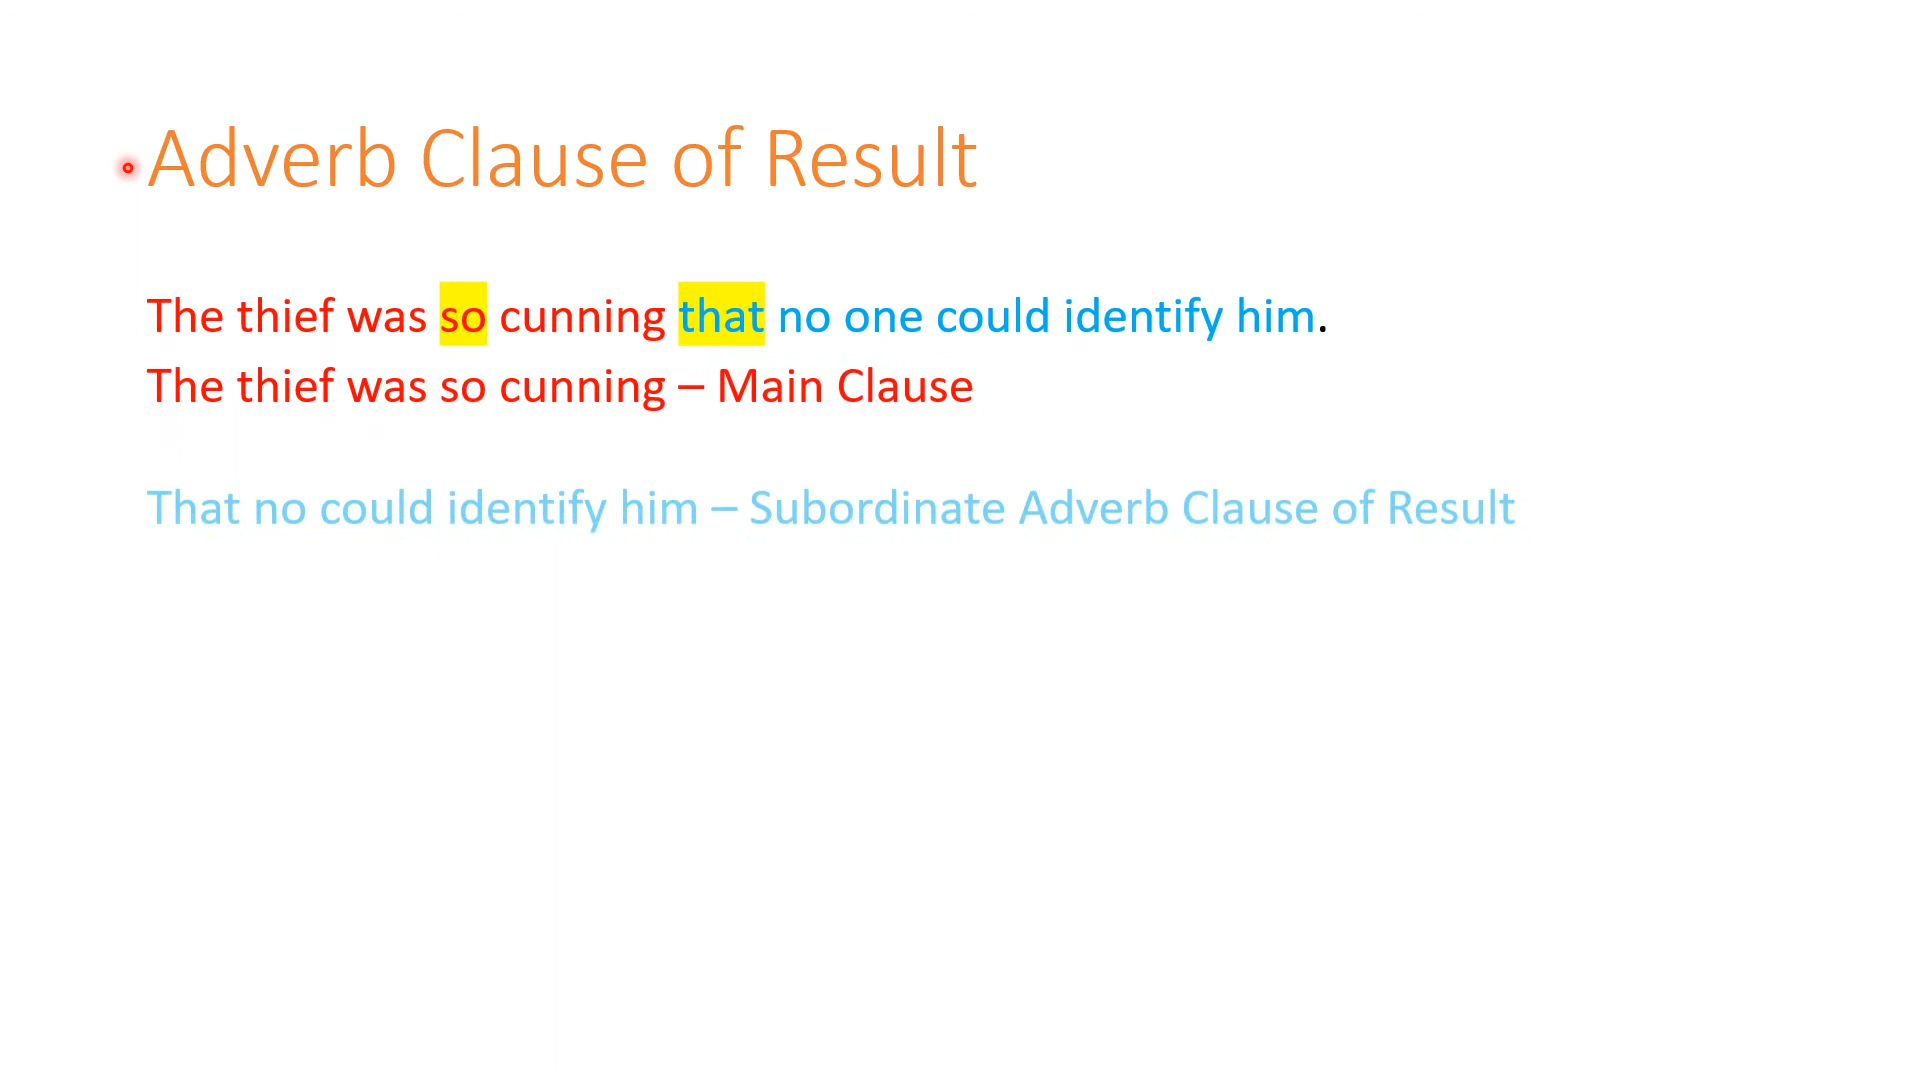 Adverb Clause of Result
The thief was so cunning that no one could identify him.
The thief was so cunning – Main Clause
That no could identify him – Subordinate Adverb Clause of Result